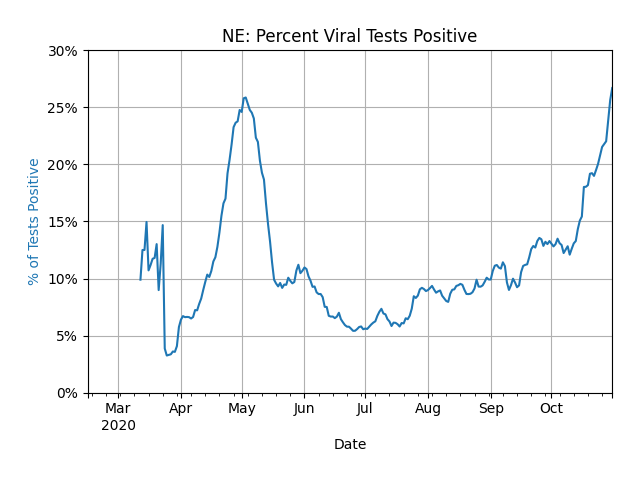 NE: Percent Viral Tests Positive
30%
25%
20%
15%
10%
5%
0%
% of Tests Positive
Mar Apr May Jun Jul Aug Sep Oct
2020
Date